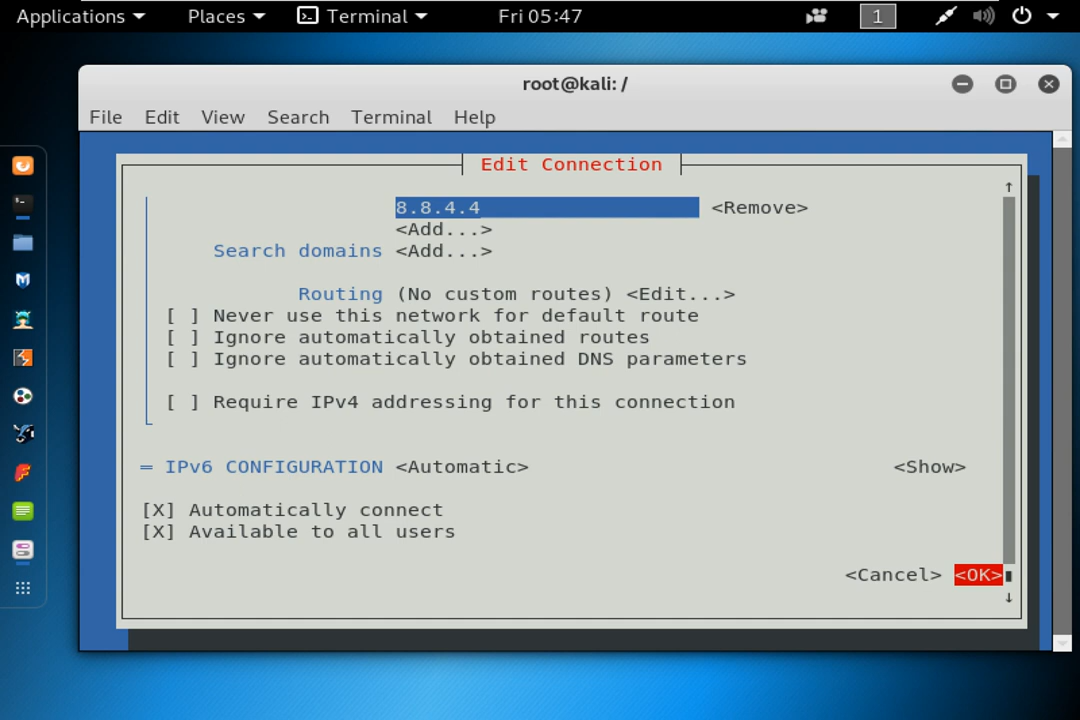 Applications Places Terminal Fri 05:47 1
root@kali: /
File Edit View Search Terminal Help
Edit Connection
8.8.4.4 <Remove>
<Add...>
Search domains <Add...>
Routing (No custom routes) <Edit...>
[ ] Never use this network for default route
[ ] Ignore automatically obtained routes
[ ] Ignore automatically obtained DNS parameters
[ ] Require IPv4 addressing for this connection
═ IPv6 CONFIGURATION <Automatic> <Show>
[X] Automatically connect
[X] Available to all users
<Cancel> <OK>